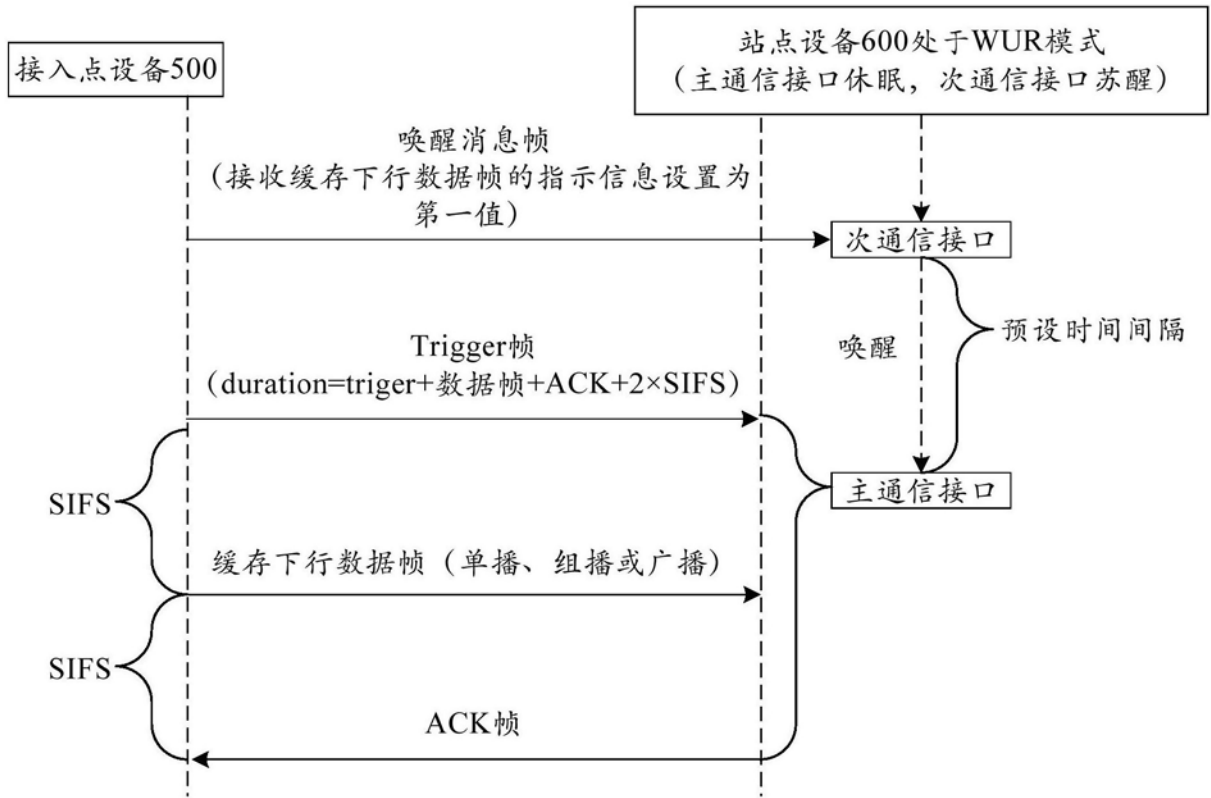 接入点设备500
站点设备600处于WUR模式
（主通信接口休眠，次通信接口苏醒）
唤醒消息帧
（接收缓存下行数据帧的指示信息设置为
第一值）
次通信接口
预设时间间隔
唤醒
Trigger帧
（duration=triger+数据帧+ACK+2×SIFS）
主通信接口
SIFS
缓存下行数据帧（单播、组播或广播）
SIFS
ACK帧